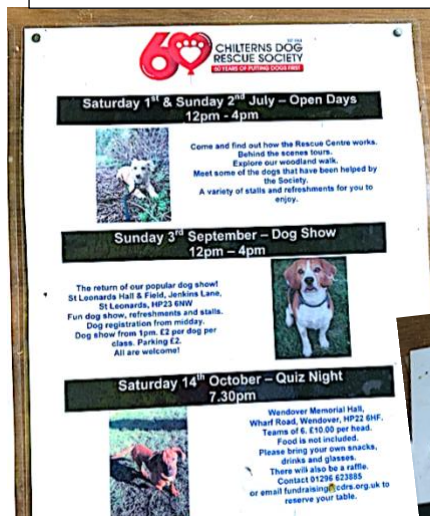 60
EST 1963
CHILTERNS DOG
RESCUE SOCIETY
60 YEARS OF PUTTING DOGS FIRST
Saturday 1st & Sunday 2nd July – Open Days
12pm - 4pm
Come and find out how the Rescue Centre works.
Behind the scenes tours.
Explore our woodland walk.
Meet some of the dogs that have been helped by
the Society.
A variety of stalls and refreshments for you to
enjoy.
Sunday 3rd September – Dog Show
12pm – 4pm
The return of our popular dog show!
St Leonards Hall & Field, Jenkins Lane,
St Leonards, HP23 6NW
Fun dog show, refreshments and stalls.
Dog registration from midday.
Dog show from 1pm. £2 per dog per
class. Parking £2.
All are welcome!
Saturday 14th October – Quiz Night
7.30pm
Wendover Memorial Hall,
Wharf Road, Wendover, HP22 6HF.
Teams of 6. £10.00 per head.
Food is not included.
Please bring your own snacks,
drinks and glasses.
There will also be a raffle.
Contact 01296 623885
or email fundraising@cdrs.org.uk to
reserve your table.